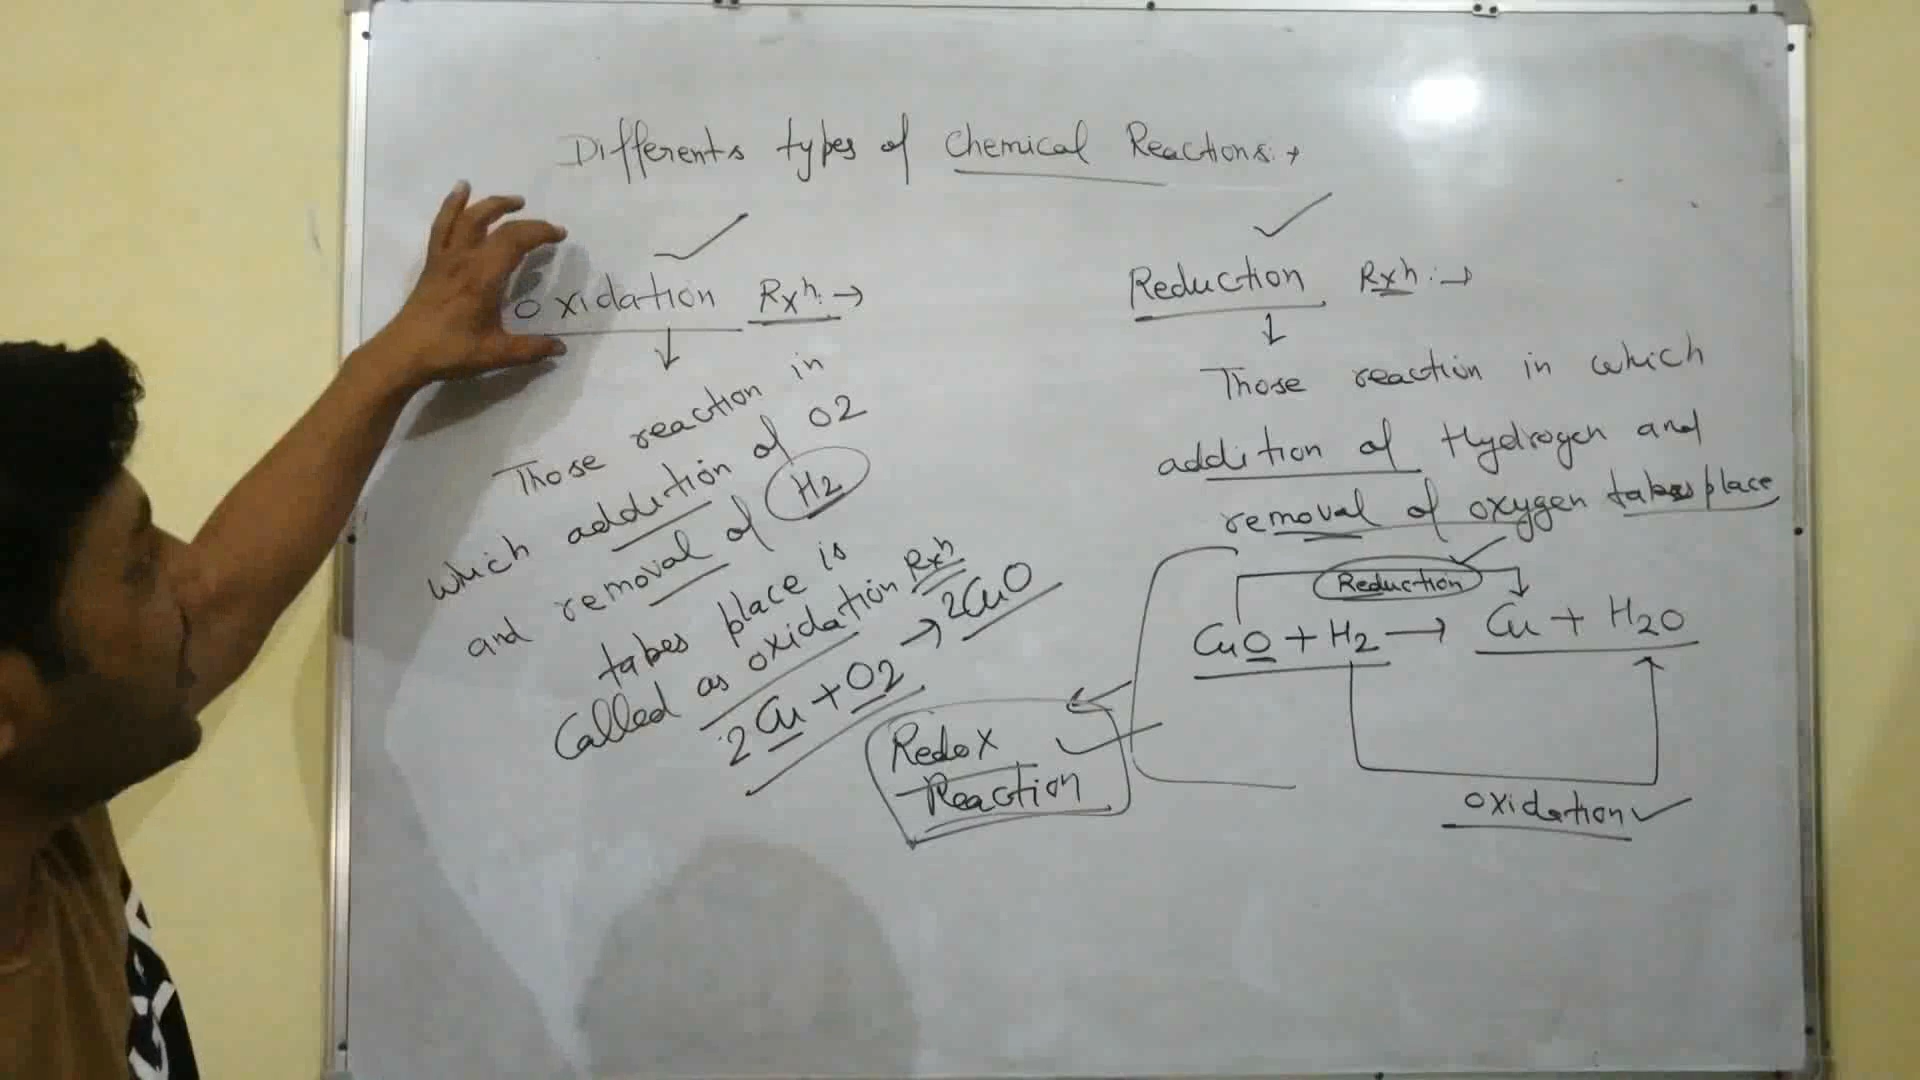 Differents types of Chemical Reactions:→
Oxidation Rxn:→
Those reaction in
which addition of O2
and removal of H2
takes place is
Called as oxidation Rxn
2Cu + O2 → 2CuO
Reduction Rxn:→
Those reaction in which
addition of Hydrogen and
removal of oxygen takes place
Reduction
CuO + H2 → Cu + H2O
oxidation
Redox
Reaction